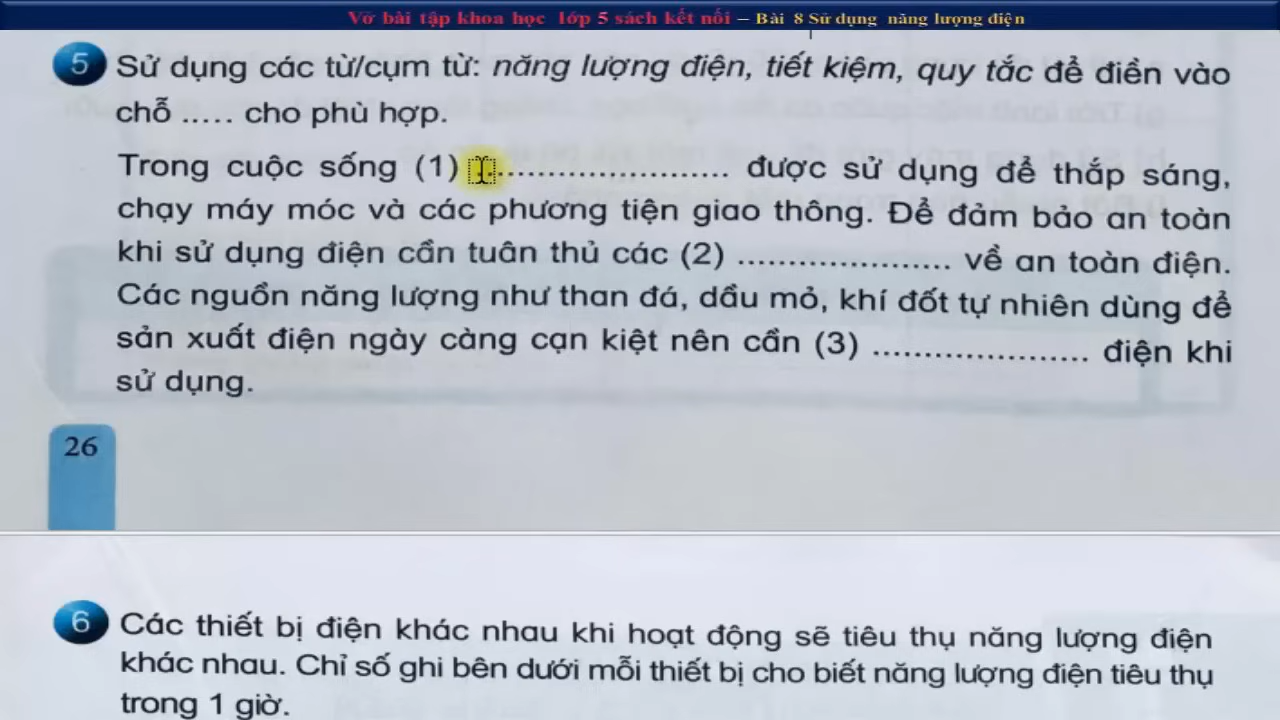 Vở bài tập khoa học lớp 5 sách kết nối – Bài 8 Sử dụng năng lượng điện
5 Sử dụng các từ/cụm từ: năng lượng điện, tiết kiệm, quy tắc để điền vào
chỗ ..... cho phù hợp.
Trong cuộc sống (1) .......................... được sử dụng để thắp sáng,
chạy máy móc và các phương tiện giao thông. Để đảm bảo an toàn
khi sử dụng điện cần tuân thủ các (2) ...................... về an toàn điện.
Các nguồn năng lượng như than đá, dầu mỏ, khí đốt tự nhiên dùng để
sản xuất điện ngày càng cạn kiệt nên cần (3) ...................... điện khi
sử dụng.
26
6 Các thiết bị điện khác nhau khi hoạt động sẽ tiêu thụ năng lượng điện
khác nhau. Chỉ số ghi bên dưới mỗi thiết bị cho biết năng lượng điện tiêu thụ
trong 1 giờ.